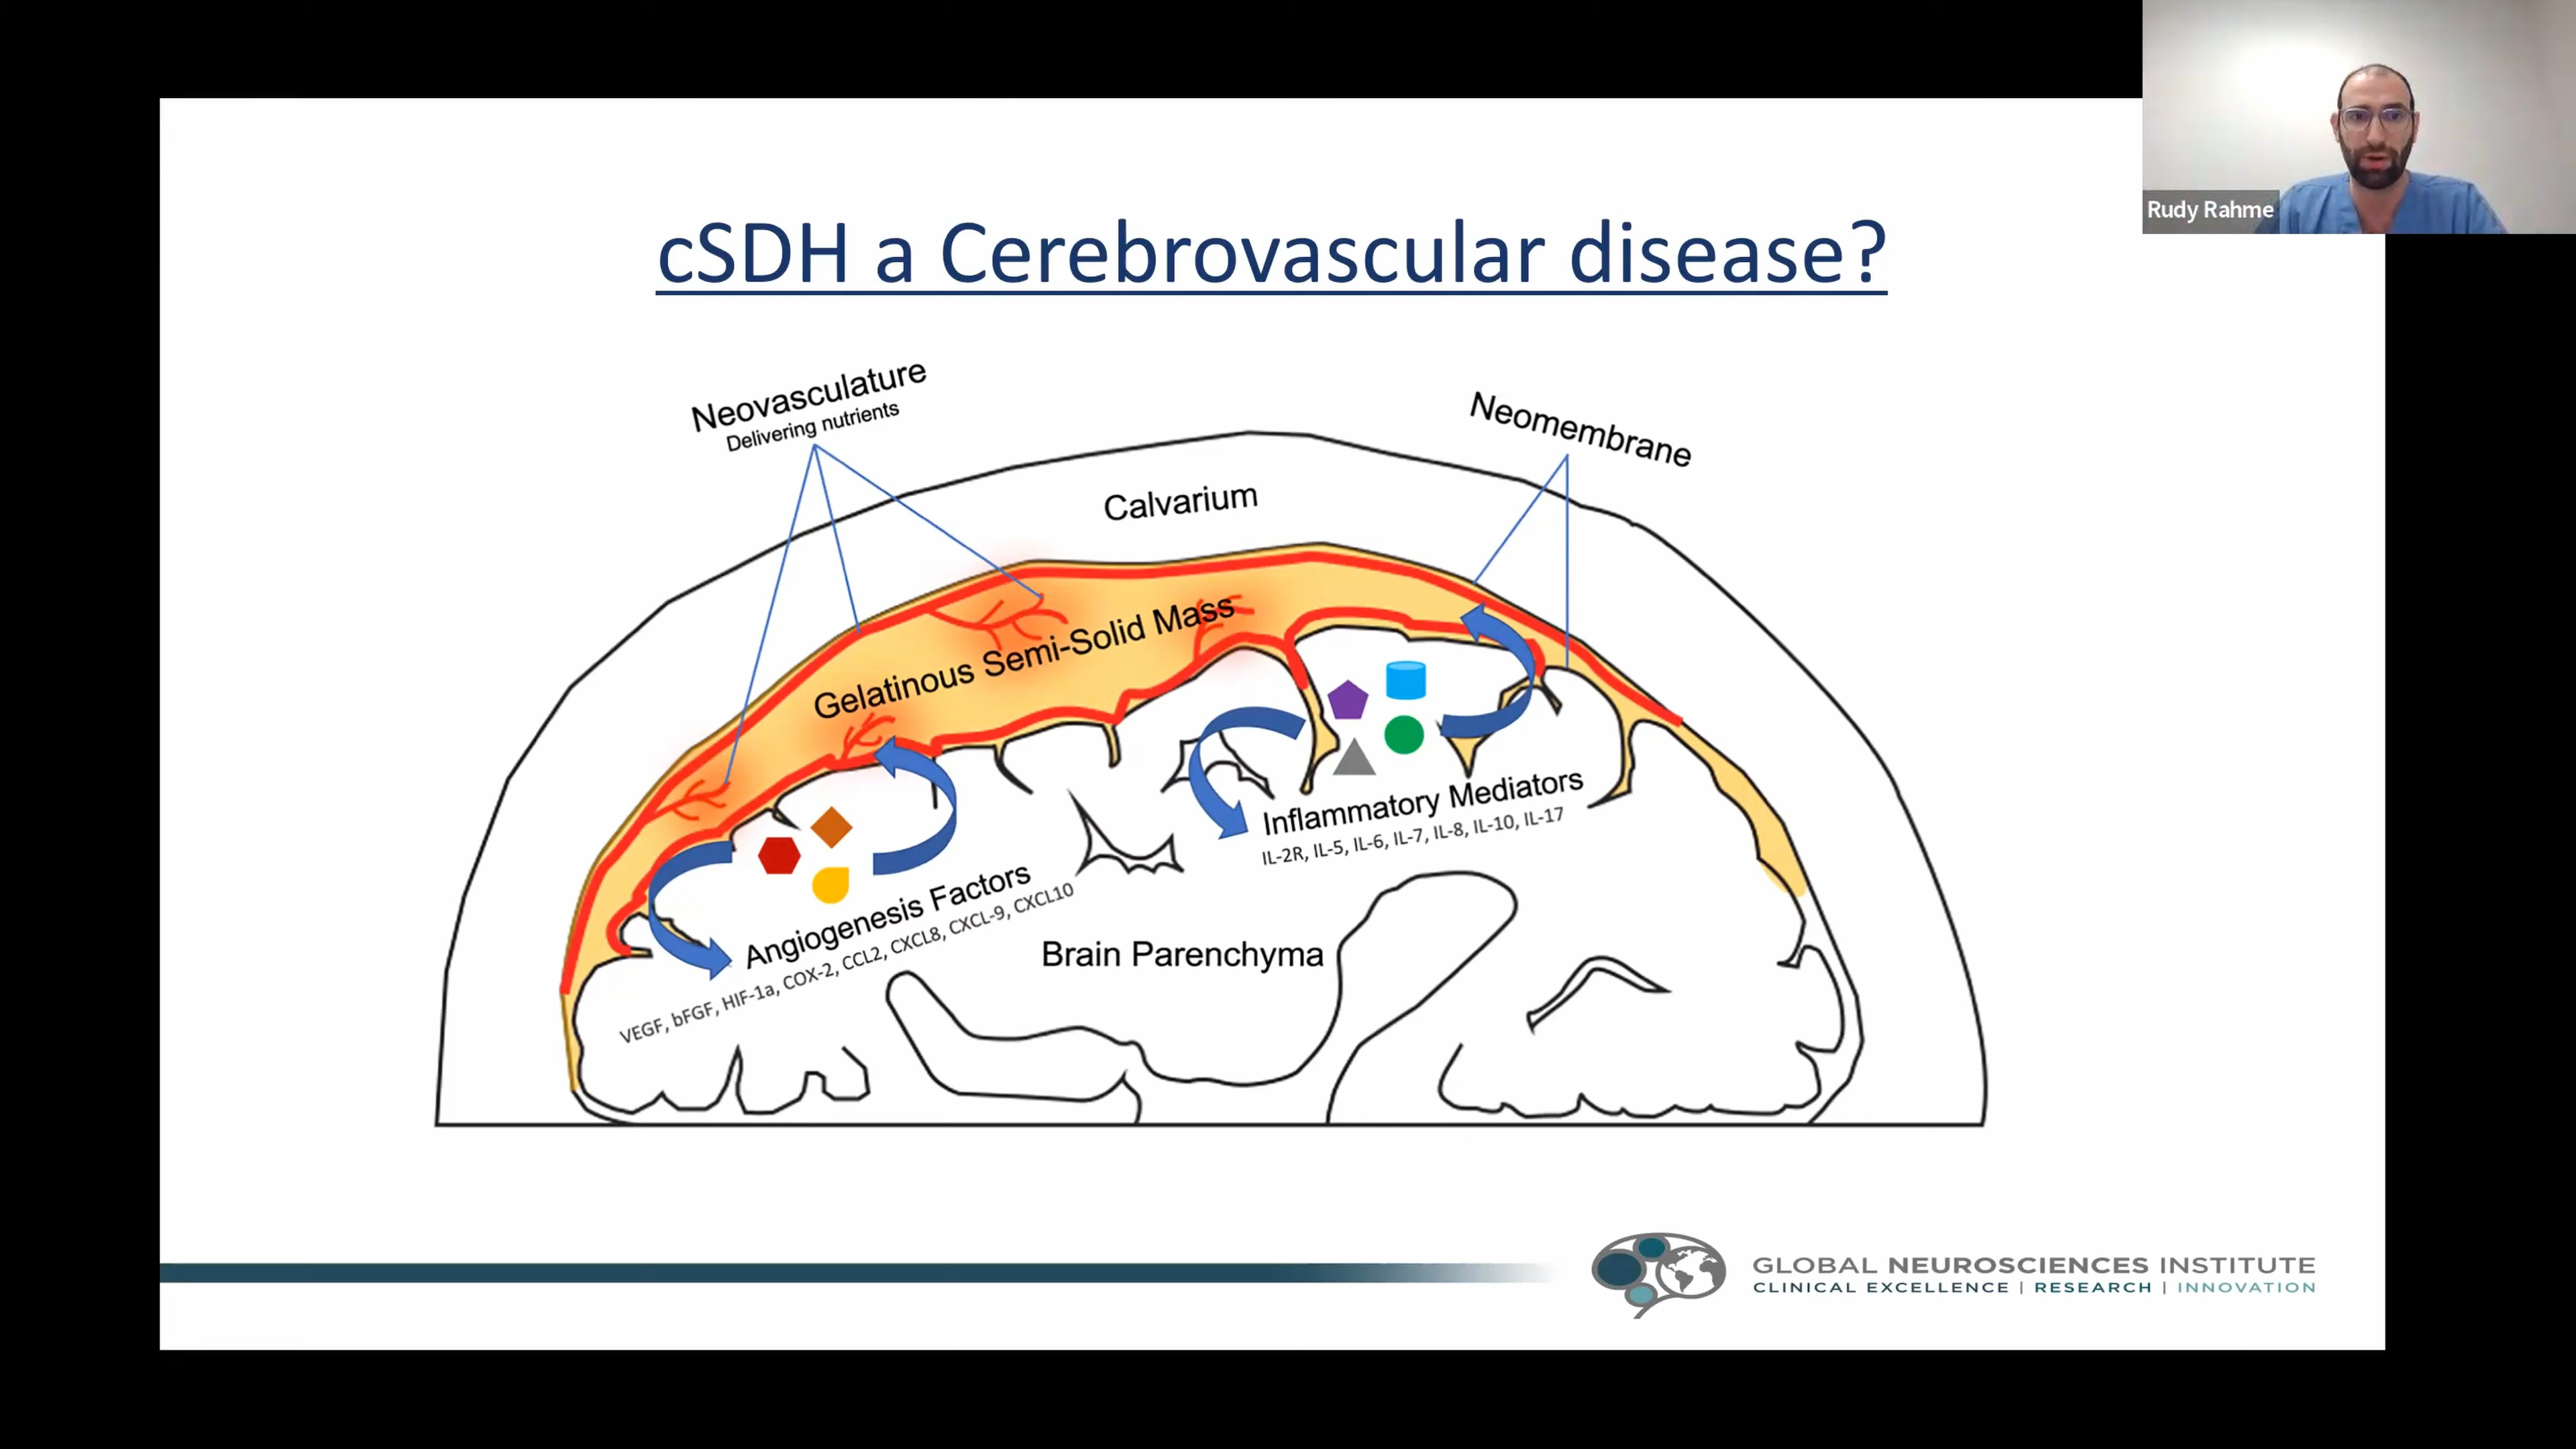 Rudy Rahme
cSDH a Cerebrovascular disease?
Neovasculature
Delivering nutrients
Neomembrane
Calvarium
Gelatinous Semi-Solid Mass
Inflammatory Mediators
IL-2R, IL-5, IL-6, IL-7, IL-8, IL-10, IL-17
Angiogenesis Factors
VEGF, bFGF, HIF-1a, COX-2, CCL2, CXCL8, CXCL-9, CXCL10
Brain Parenchyma
GLOBAL NEUROSCIENCES INSTITUTE
CLINICAL EXCELLENCE | RESEARCH | INNOVATION